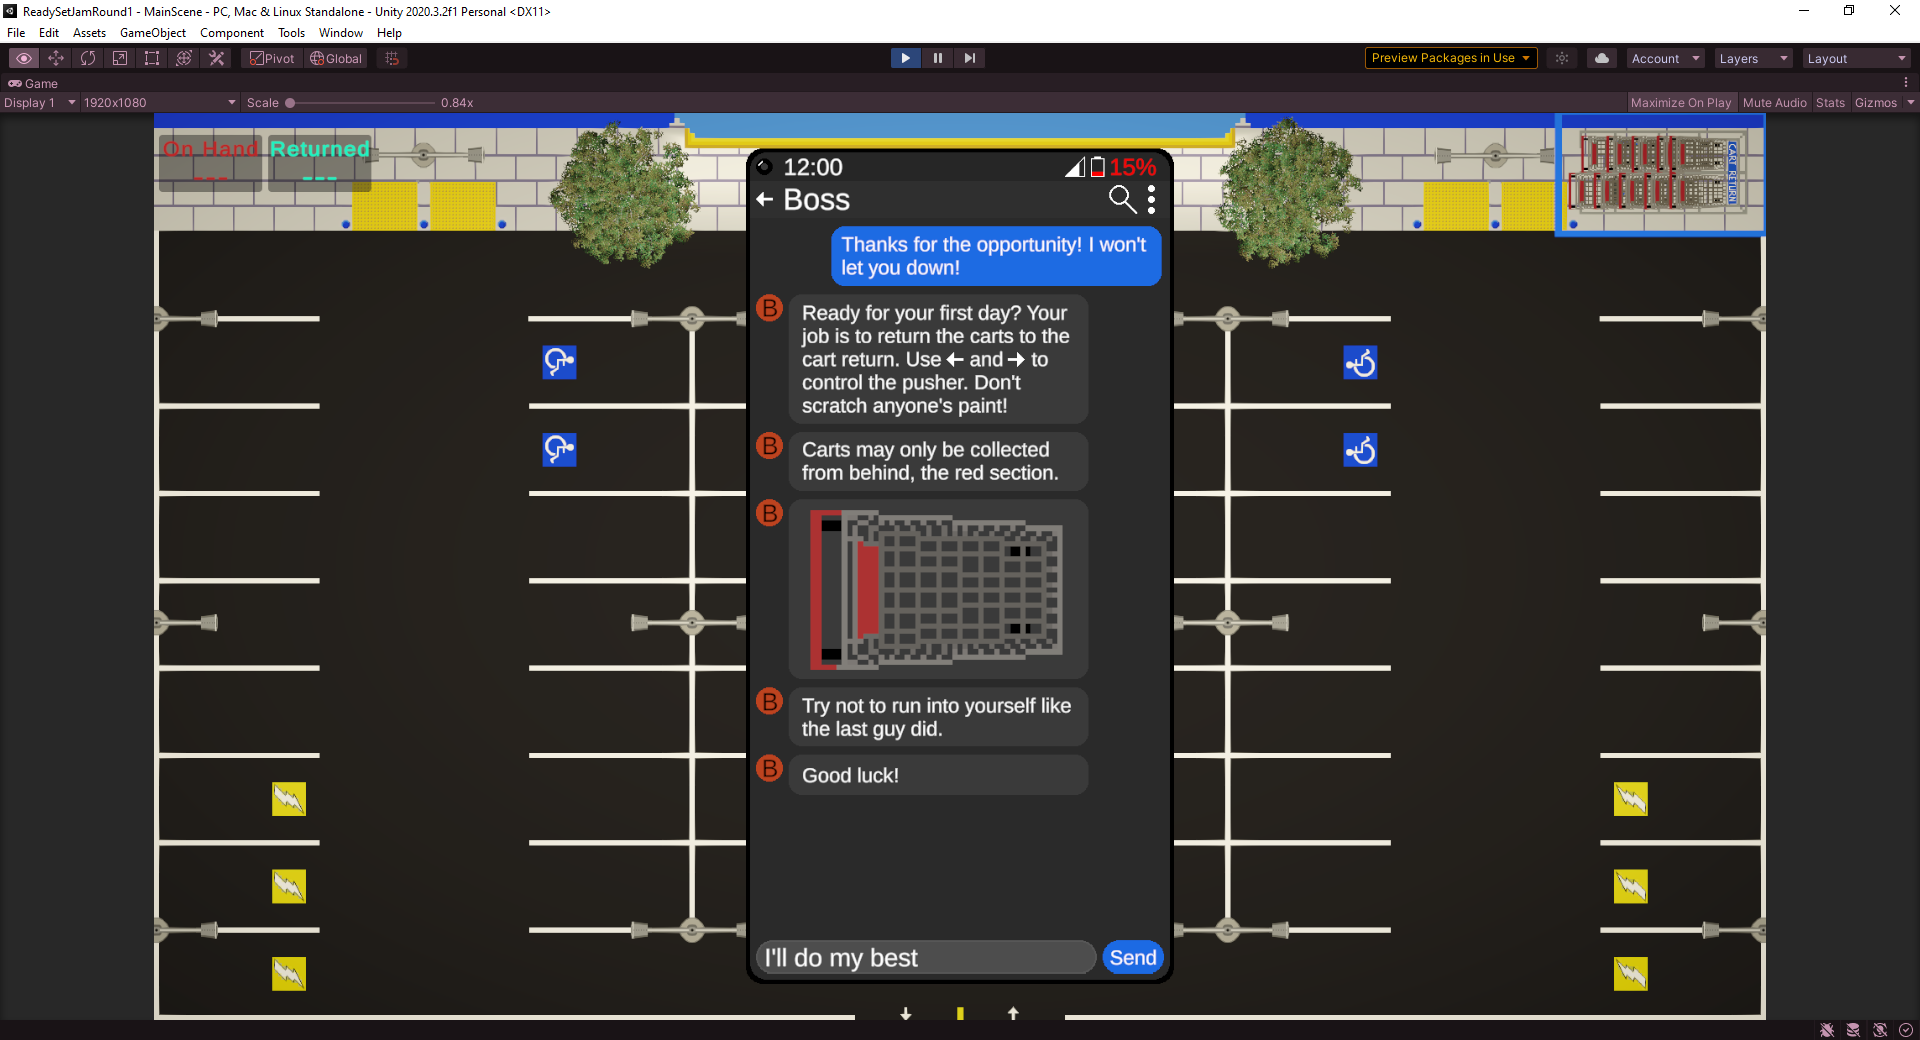 ReadySetJamRound1 - MainScene - PC, Mac & Linux Standalone - Unity 2020.3.2f1 Personal <DX11>
File Edit Assets GameObject Component Tools Window Help
Pivot Global Preview Packages in Use Account Layers Layout
Game
Display 1 1920x1080 Scale 0.84x Maximize On Play Mute Audio Stats Gizmos
On Hand Returned
--- ---
CART RETURN
12:00 15%
Boss
Thanks for the opportunity! I won't
let you down!
B
Ready for your first day? Your
job is to return the carts to the
cart return. Use ← and → to
control the pusher. Don't
scratch anyone's paint!
B
Carts may only be collected
from behind, the red section.
B
B
Try not to run into yourself like
the last guy did.
B
Good luck!
I'll do my best Send